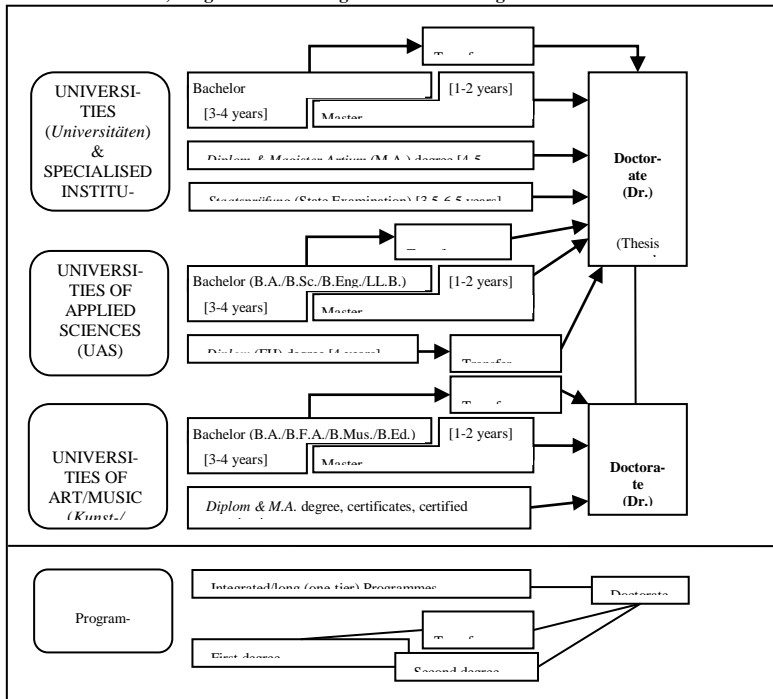 UNIVERSI-
TIES
(Universitäten)
&
SPECIALISED
INSTITU-
Bachelor
[3-4 years]
[1-2 years]
Master
Diplom & Magister Artium (M.A.) degree [4-5
Staatsprüfung (State Examination) [3.5-6.5 years]
Doctor-
ate
(Dr.)
(Thesis
UNIVERSI-
TIES OF
APPLIED
SCIENCES
(UAS)
Bachelor (B.A./B.Sc./B.Eng./LL.B.)
[3-4 years]
[1-2 years]
Master
Diplom (FH) degree [4 years]
Transfer
UNIVERSI-
TIES OF
ART/MUSIC
(Kunst-/
Bachelor (B.A./B.F.A./B.Mus./B.Ed.)
[3-4 years]
[1-2 years]
Master
Diplom & M.A. degree, certificates, certified
Doctora-
te
(Dr.)
Program-
Integrated/long (one-tier) Programmes
Doctorate
First degree
Second degree